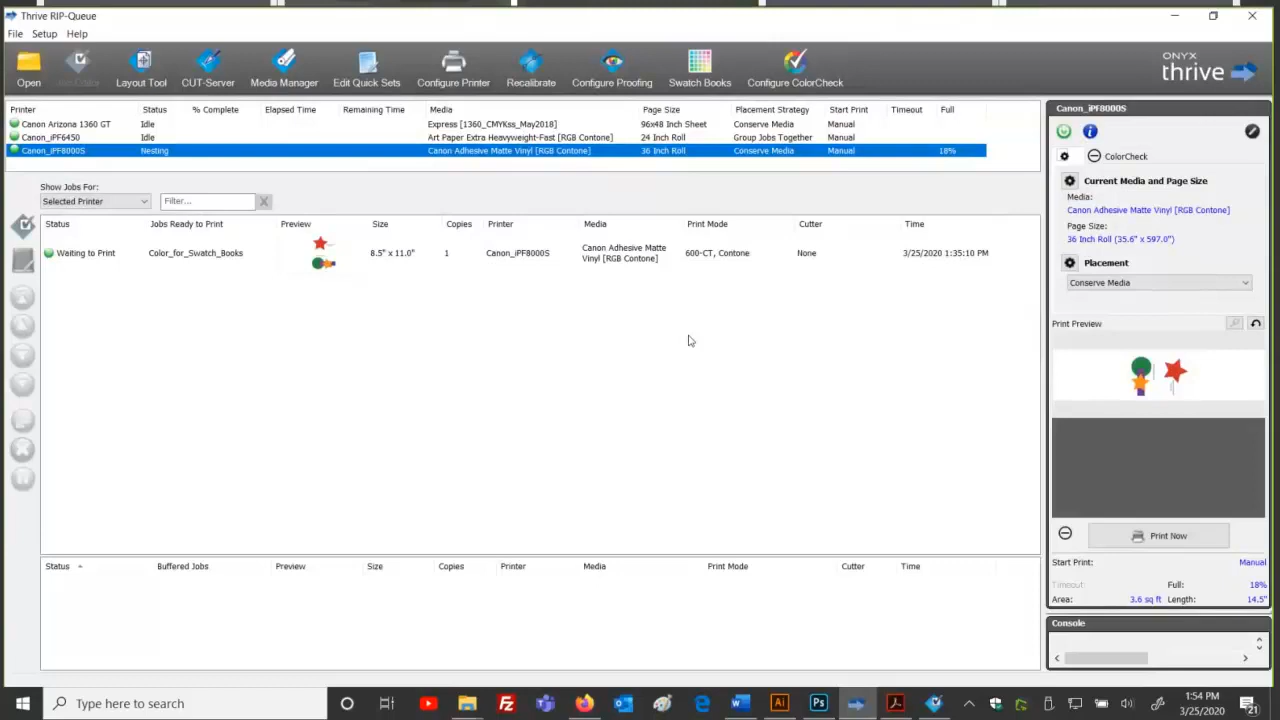 Thrive RIP-Queue
File Setup Help
Open Layout Tool CUT-Server Media Manager Edit Quick Sets Configure Printer Recalibrate Configure Proofing Swatch Books Configure ColorCheck
ONYX
thrive
Printer Status % Complete Elapsed Time Remaining Time Media Page Size Placement Strategy Start Print Timeout Full
Canon Arizona 1360 GT Idle Express [1360_CMYKss_May2018] 96x48 Inch Sheet Conserve Media Manual
Canon_iPF6450 Idle Art Paper Extra Heavyweight-Fast [RGB Contone] 24 Inch Roll Group Jobs Together Manual
Canon_iPF8000S Nesting Canon Adhesive Matte Vinyl [RGB Contone] 36 Inch Roll Conserve Media Manual 18%
Show Jobs For:
Selected Printer Filter... X
Status Jobs Ready to Print Preview Size Copies Printer Media Print Mode Cutter Time
Waiting to Print Color_for_Swatch_Books 8.5" x 11.0" 1 Canon_iPF8000S Canon Adhesive Matte 600-CT, Contone None 3/25/2020 1:35:10 PM
Vinyl [RGB Contone]
Status Buffered Jobs Preview Size Copies Printer Media Print Mode Cutter Time
Canon_iPF8000S
ColorCheck
Current Media and Page Size
Media:
Canon Adhesive Matte Vinyl [RGB Contone]
Page Size:
36 Inch Roll (35.6" x 597.0")
Placement
Conserve Media
Print Preview
Print Now
Start Print: Manual
Timeout: Full: 18%
Area: 3.6 sq ft Length: 14.5"
Console
Type here to search
1:54 PM
3/25/2020
21